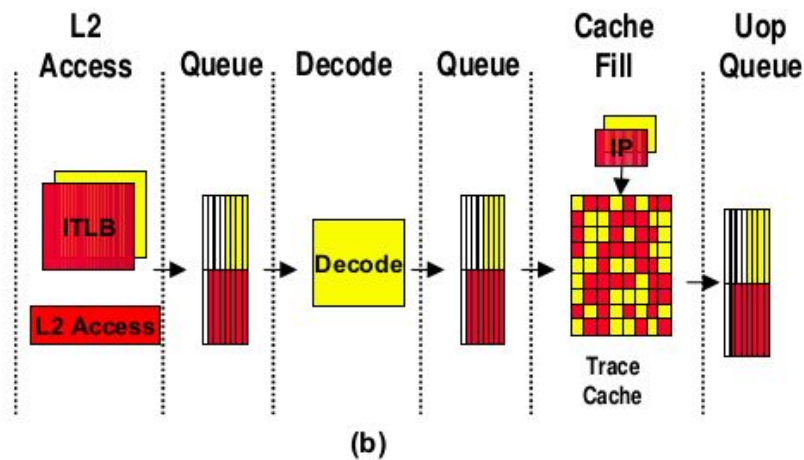 L2
Access
Queue
Decode
Queue
Cache
Fill
Uop
Queue
IP
ITLB
Decode
L2 Access
Trace
Cache
(b)